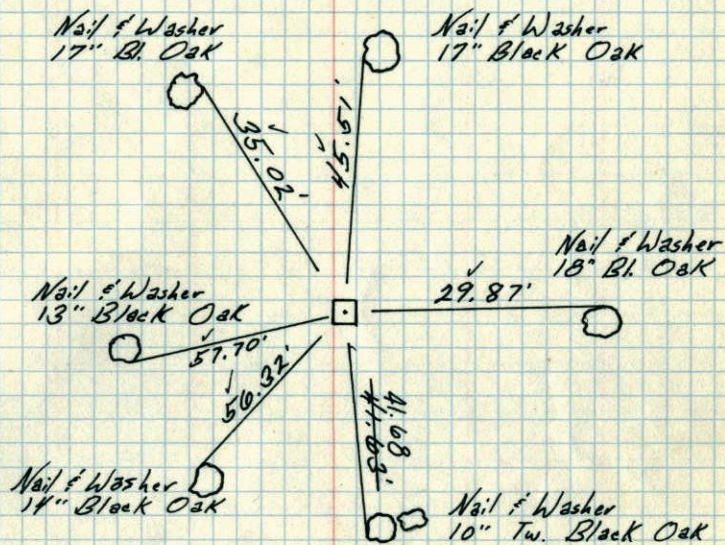 Nail & Washer
17" Bl. Oak
Nail & Washer
17" Black Oak
35.02'
45.51'
Nail & Washer
18" Bl. Oak
29.87'
Nail & Washer
13" Black Oak
57.70'
56.32'
41.68
41.63'
Nail & Washer
14" Black Oak
Nail & Washer
10" Tw. Black Oak